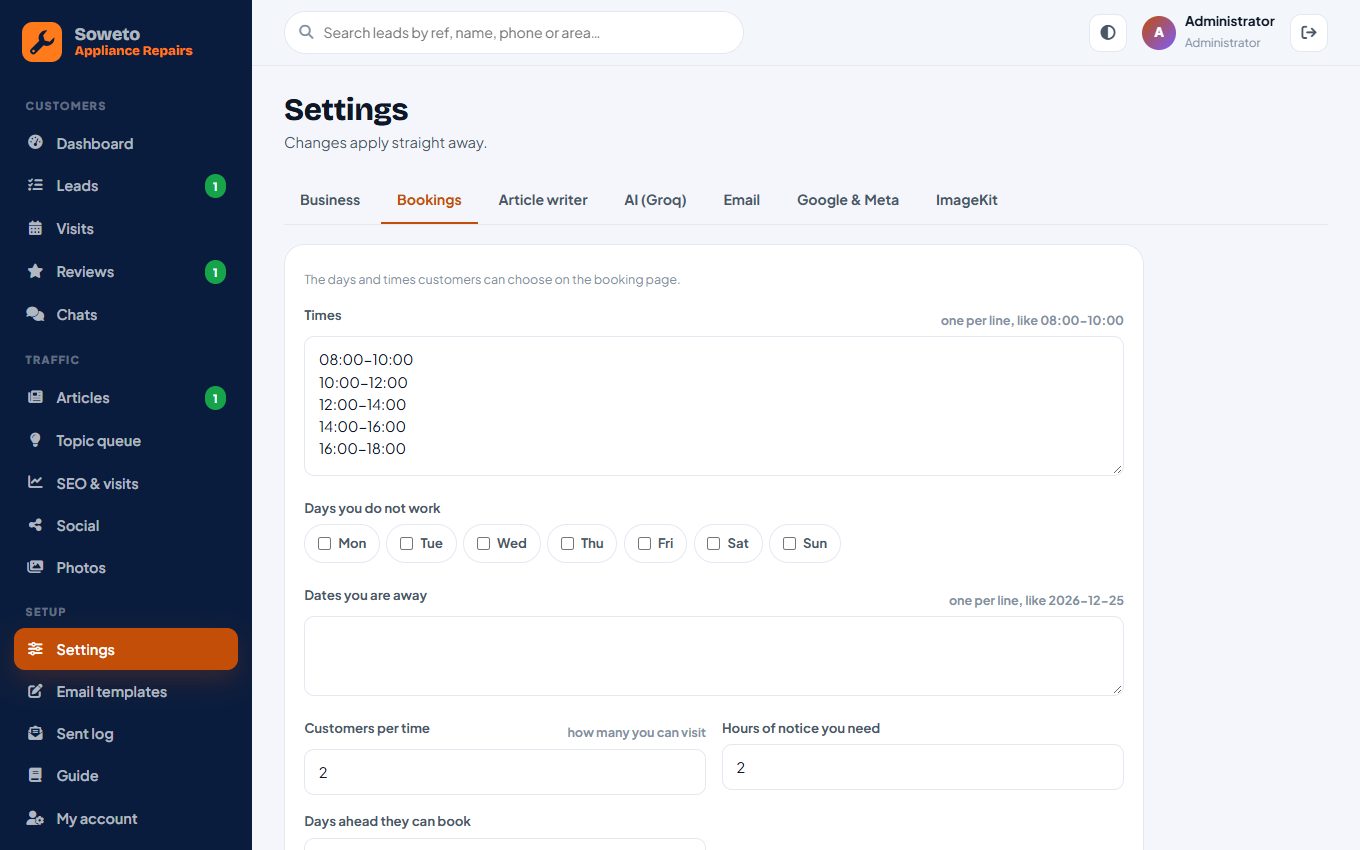 Soweto
Appliance Repairs
CUSTOMERS
Dashboard
Leads 1
Visits
Reviews 1
Chats
TRAFFIC
Articles 1
Topic queue
SEO & visits
Social
Photos
SETUP
Settings
Email templates
Sent log
Guide
My account
Search leads by ref, name, phone or area...
A
Administrator
Administrator
Settings
Changes apply straight away.
Business Bookings Article writer AI (Groq) Email Google & Meta ImageKit
The days and times customers can choose on the booking page.
Times one per line, like 08:00–10:00
08:00–10:00
10:00–12:00
12:00–14:00
14:00–16:00
16:00–18:00
Days you do not work
Mon Tue Wed Thu Fri Sat Sun
Dates you are away one per line, like 2026-12-25
Customers per time how many you can visit Hours of notice you need
2 2
Days ahead they can book